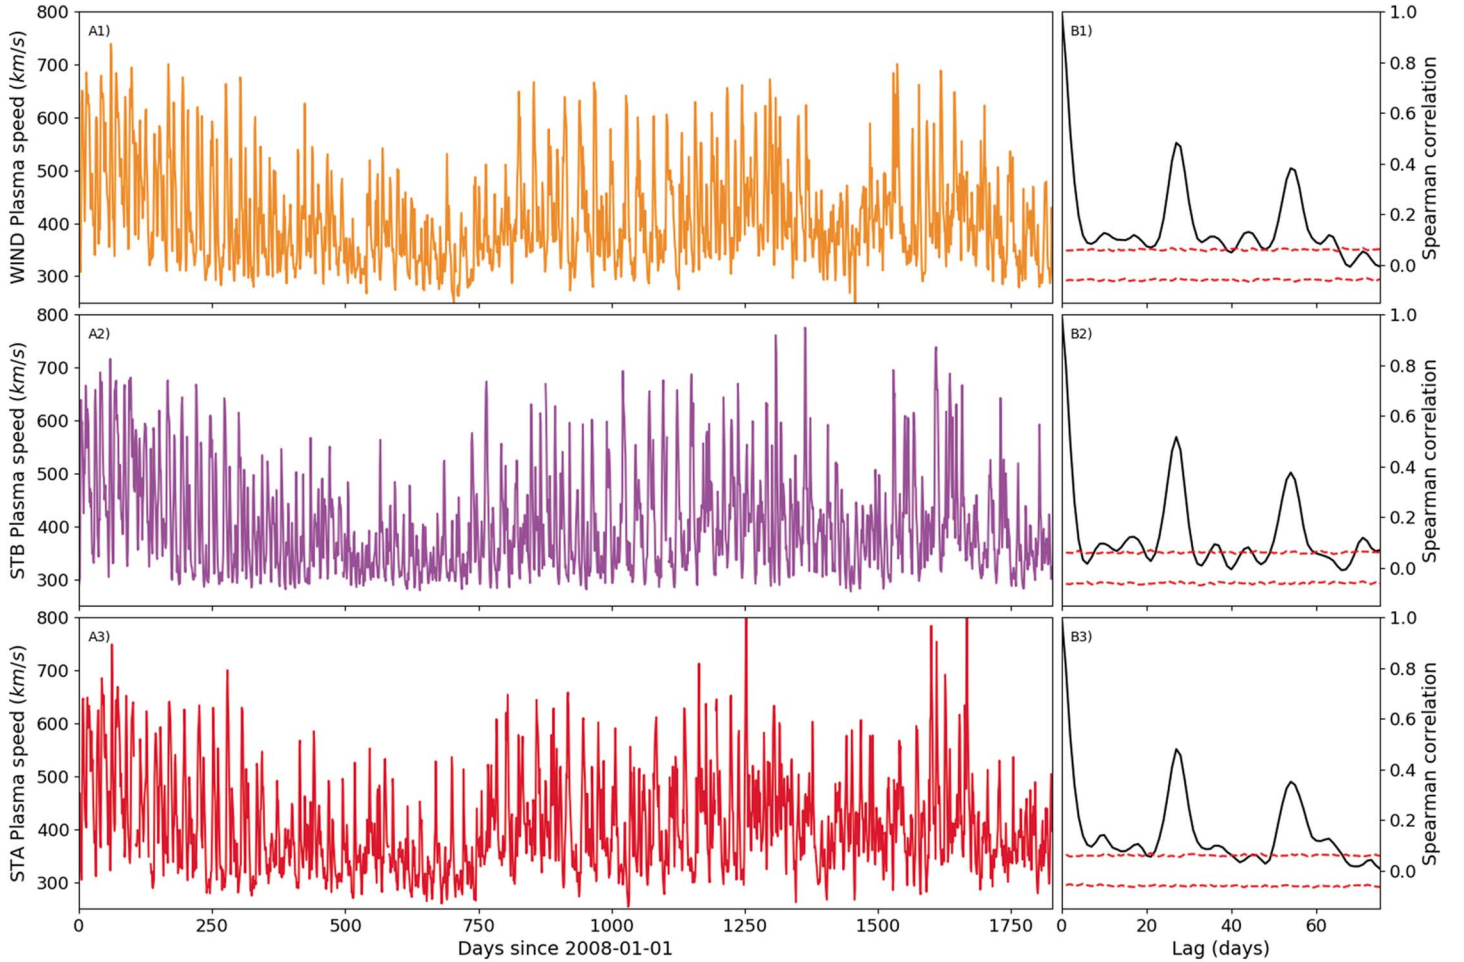 A1)
WIND Plasma speed (km/s)
800
700
600
500
400
300
B1)
1.0
0.8
0.6
0.4
0.2
0.0
Spearman correlation
A2)
STB Plasma speed (km/s)
800
700
600
500
400
300
B2)
1.0
0.8
0.6
0.4
0.2
0.0
Spearman correlation
A3)
STA Plasma speed (km/s)
800
700
600
500
400
300
B3)
1.0
0.8
0.6
0.4
0.2
0.0
Spearman correlation
0 250 500 750 1000 1250 1500 1750
Days since 2008-01-01
0 20 40 60
Lag (days)